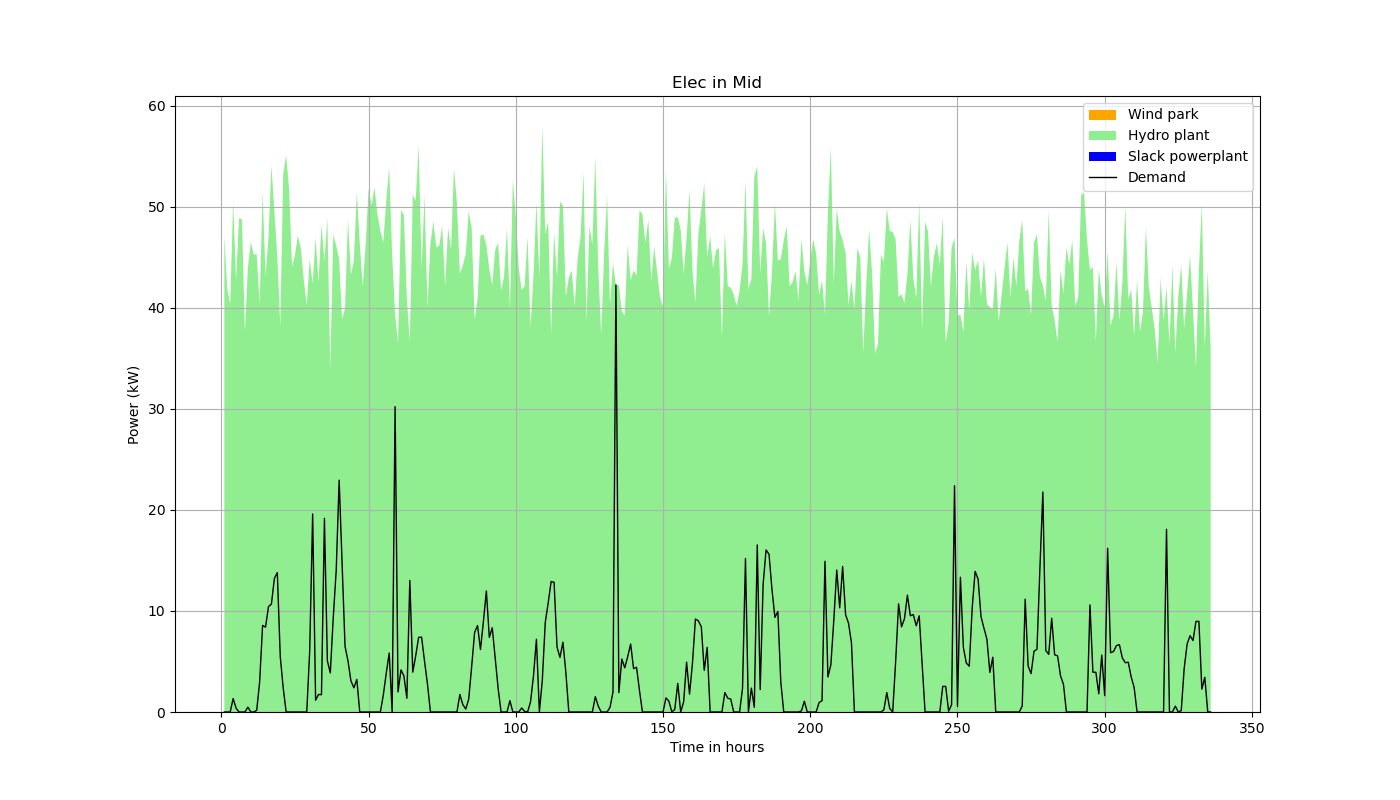 Elec in Mid
Wind park
Hydro plant
Slack powerplant
Demand
Power (kW)
60
50
40
30
20
10
0
0 50 100 150 200 250 300 350
Time in hours